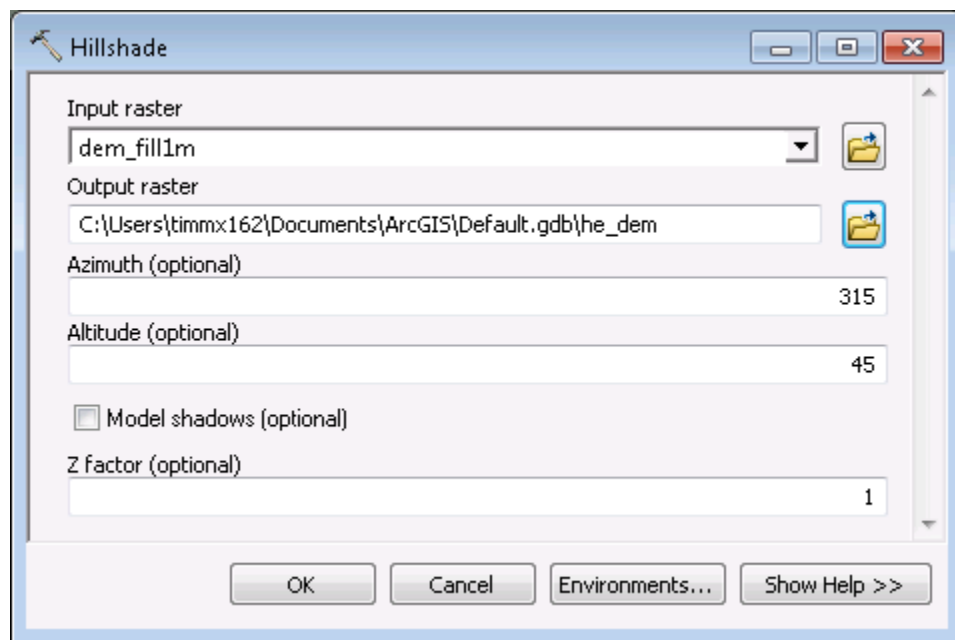 Hillshade
Input raster
dem_fill1m
Output raster
C:\Users\timmx162\Documents\ArcGIS\Default.gdb\he_dem
Azimuth (optional)
315
Altitude (optional)
45
Model shadows (optional)
Z factor (optional)
1
OK Cancel Environments... Show Help >>